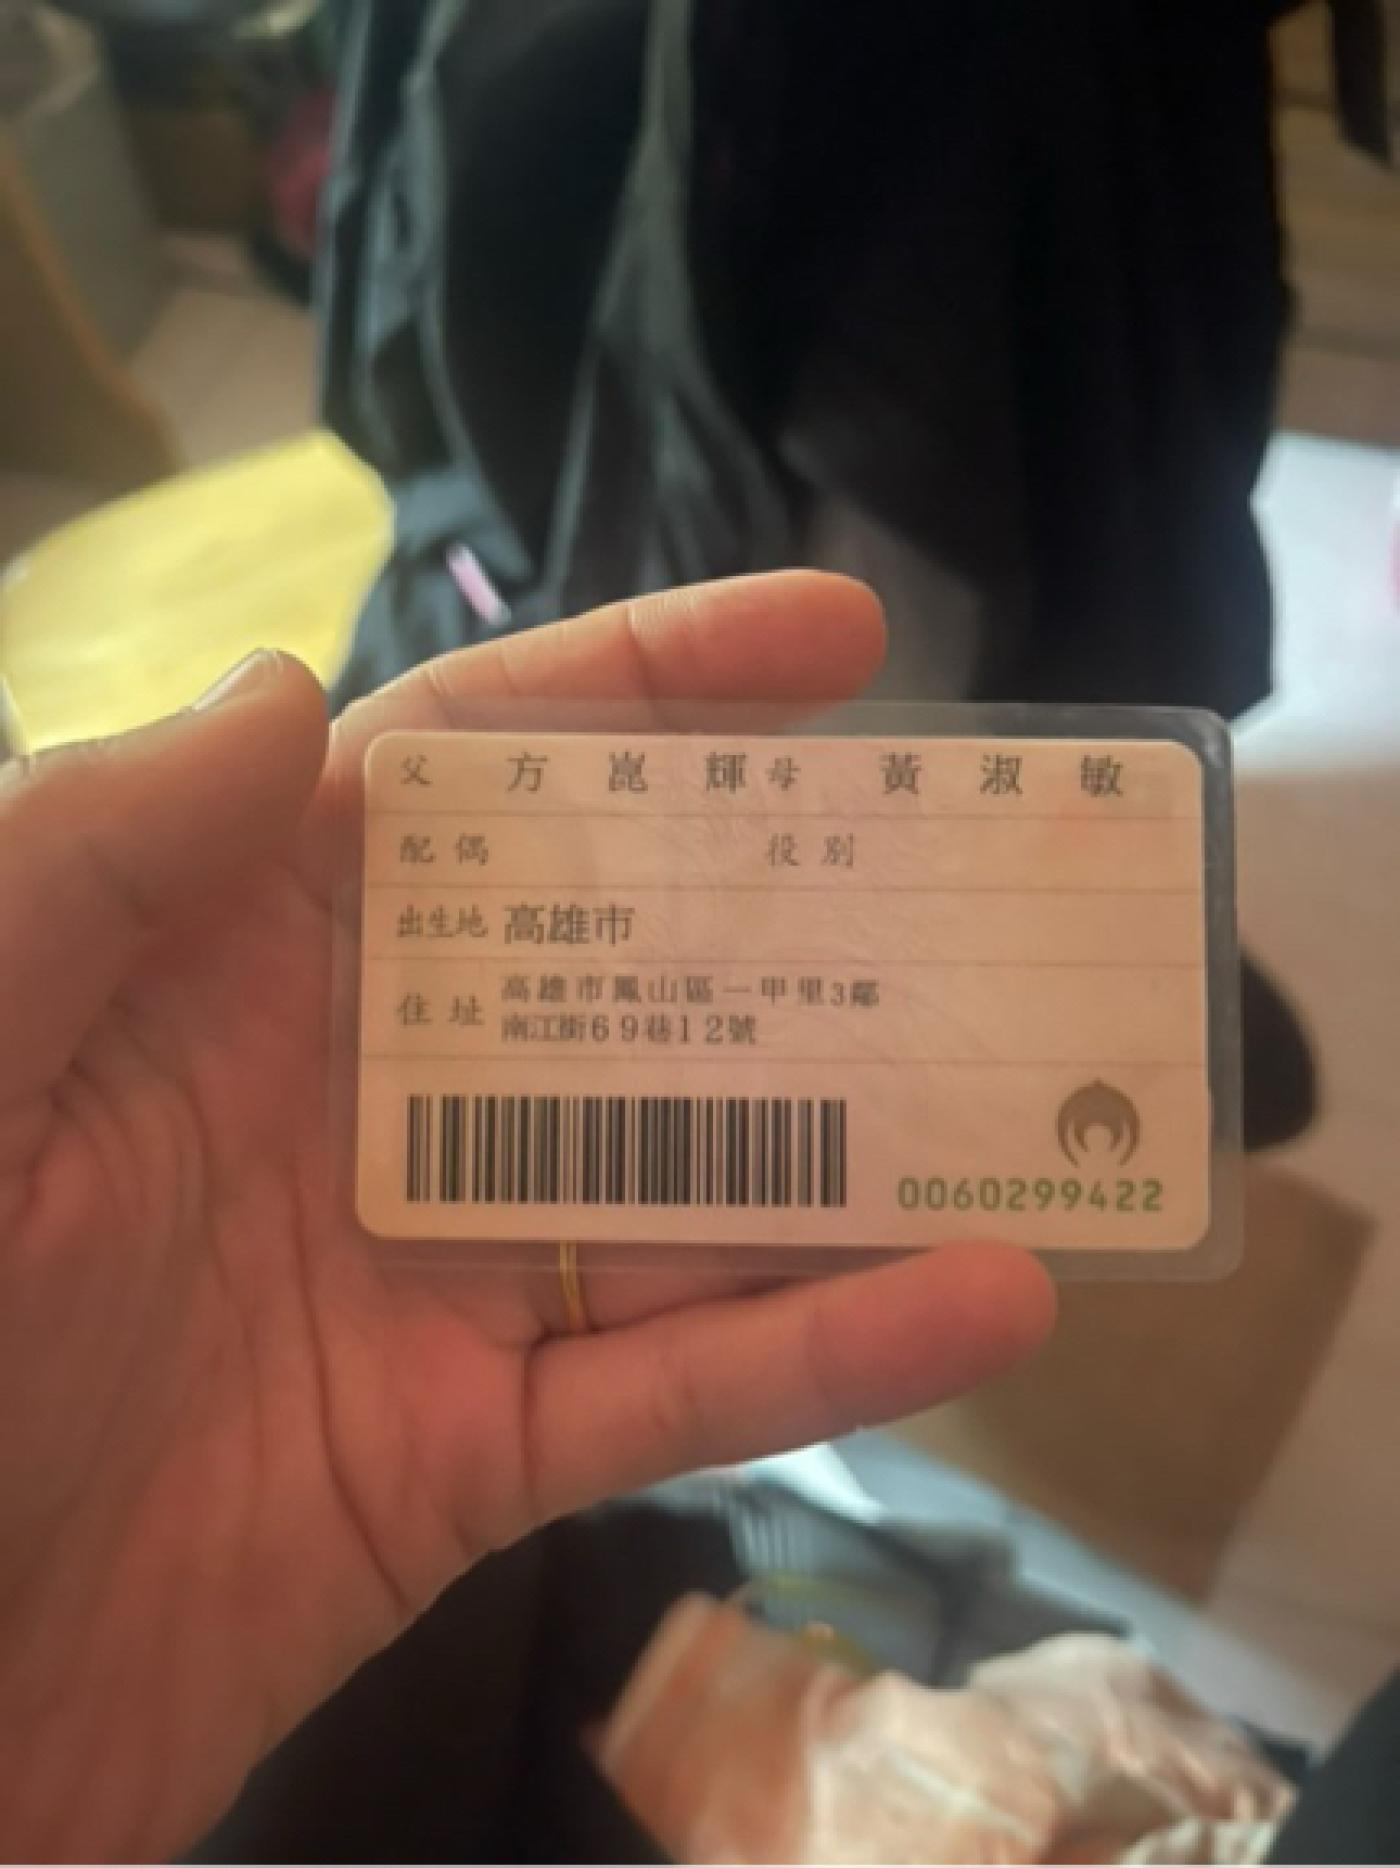 父 方崑輝 母 黃淑敏
配偶 役別
出生地 高雄市
住址 高雄市鳳山區一甲里3鄰
南江街69巷12號
0060299422